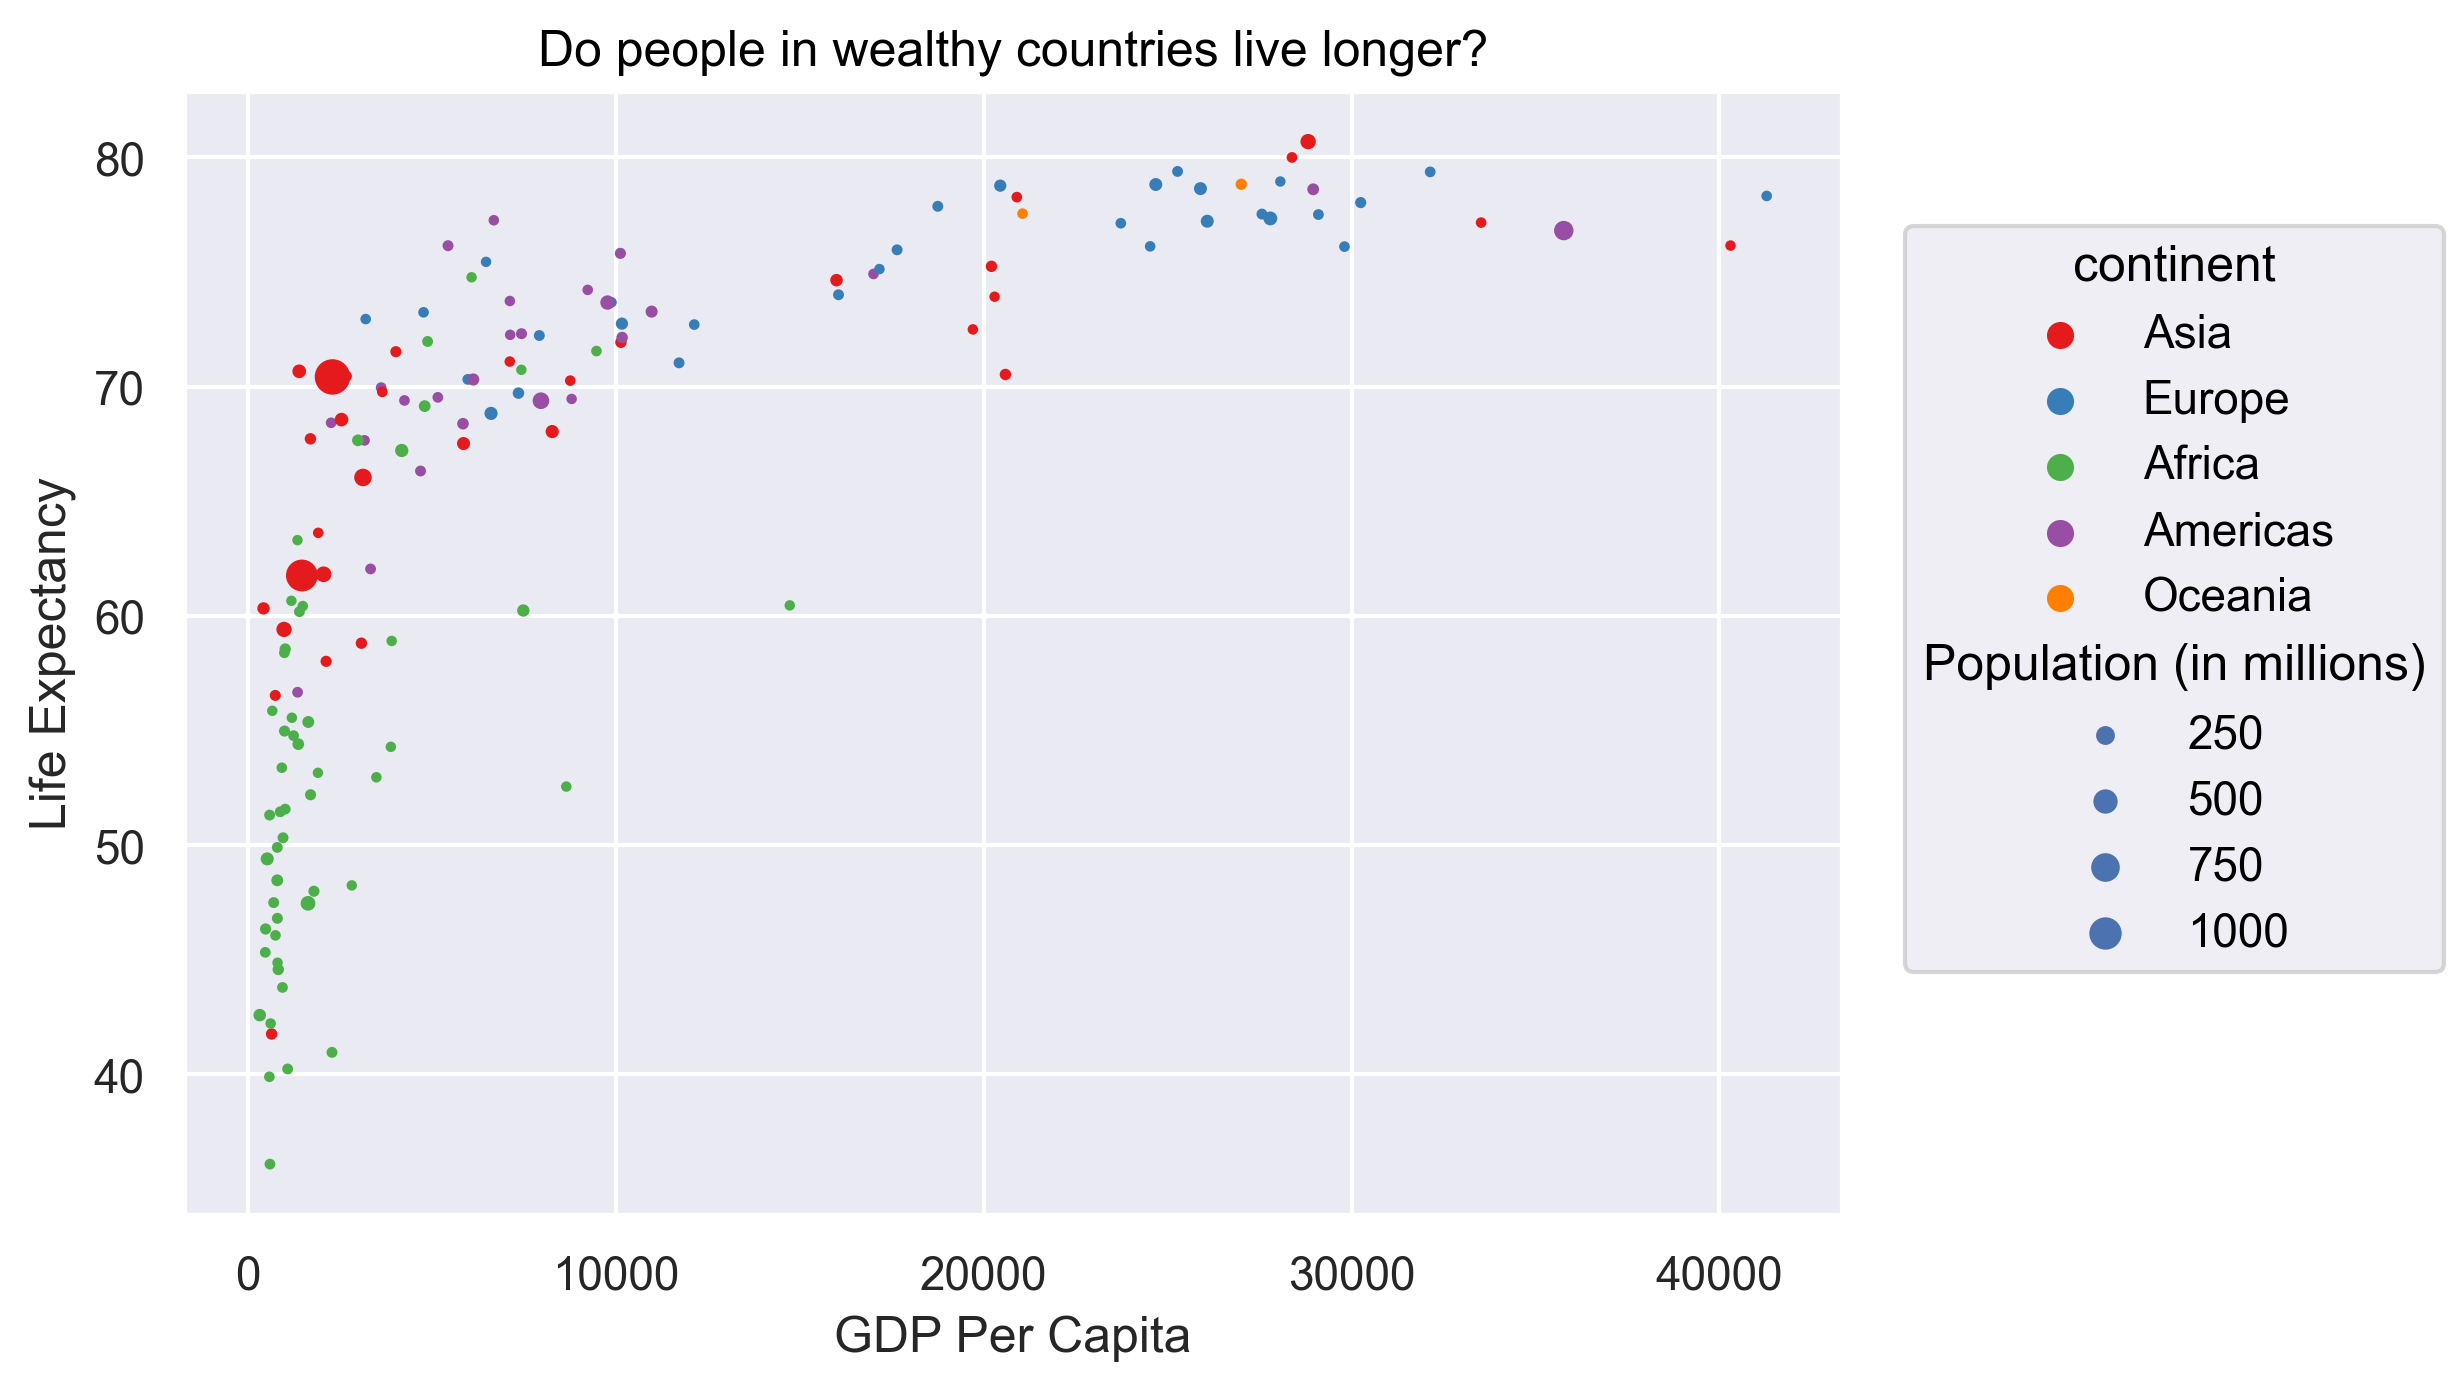 Do people in wealthy countries live longer?
80
70
60
50
40
Life Expectancy
0 10000 20000 30000 40000
GDP Per Capita
continent
Asia
Europe
Africa
Americas
Oceania
Population (in millions)
250
500
750
1000